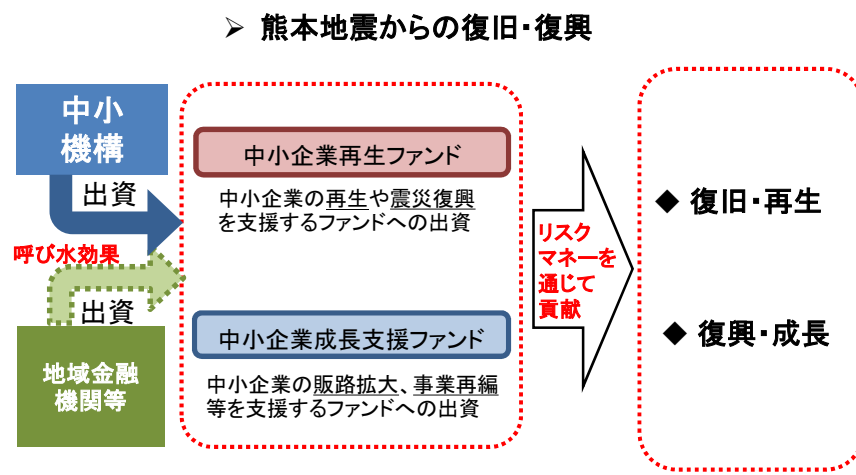 ➢ 熊本地震からの復旧・復興
中小
機構
出資
呼び水効果
出資
地域金融
機関等
中小企業再生ファンド
中小企業の再生や震災復興
を支援するファンドへの出資
中小企業成長支援ファンド
中小企業の販路拡大、事業再編
等を支援するファンドへの出資
リスク
マネーを
通じて
貢献
◆ 復旧・再生
◆ 復興・成長